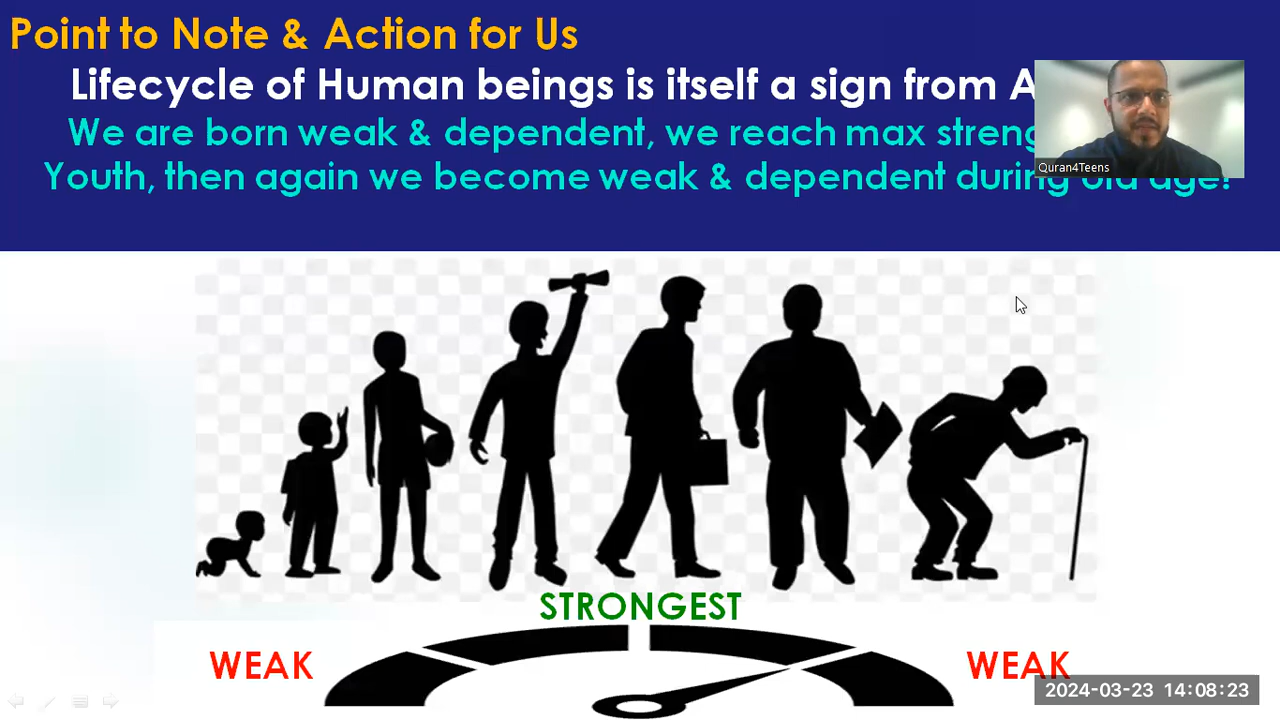 Point to Note & Action for Us
Lifecycle of Human beings is itself a sign from
We are born weak & dependent, we reach max
Youth, then again we become weak & dependent during old age!
Quran4Teens
STRONGEST
WEAK
WEAK
2024-03-23 14:08:23